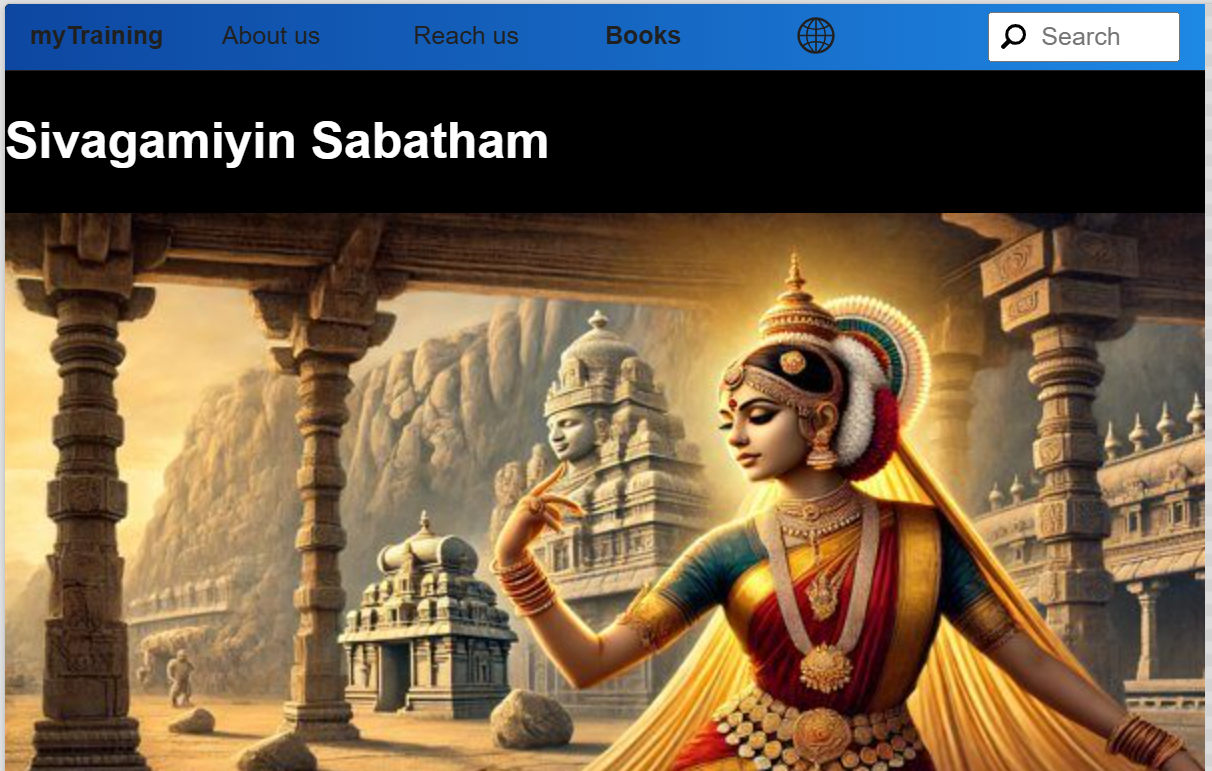 myTraining About us Reach us Books Search
Sivagamiyin Sabatham